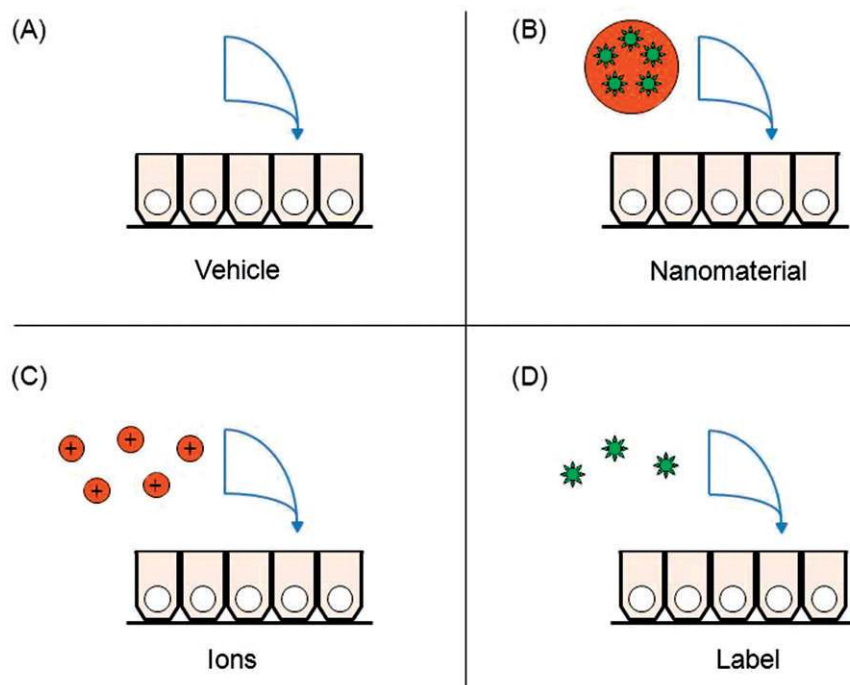 (A)
Vehicle
(B)
Nanomaterial
(C)
+ + +
+ +
Ions
(D)
Label